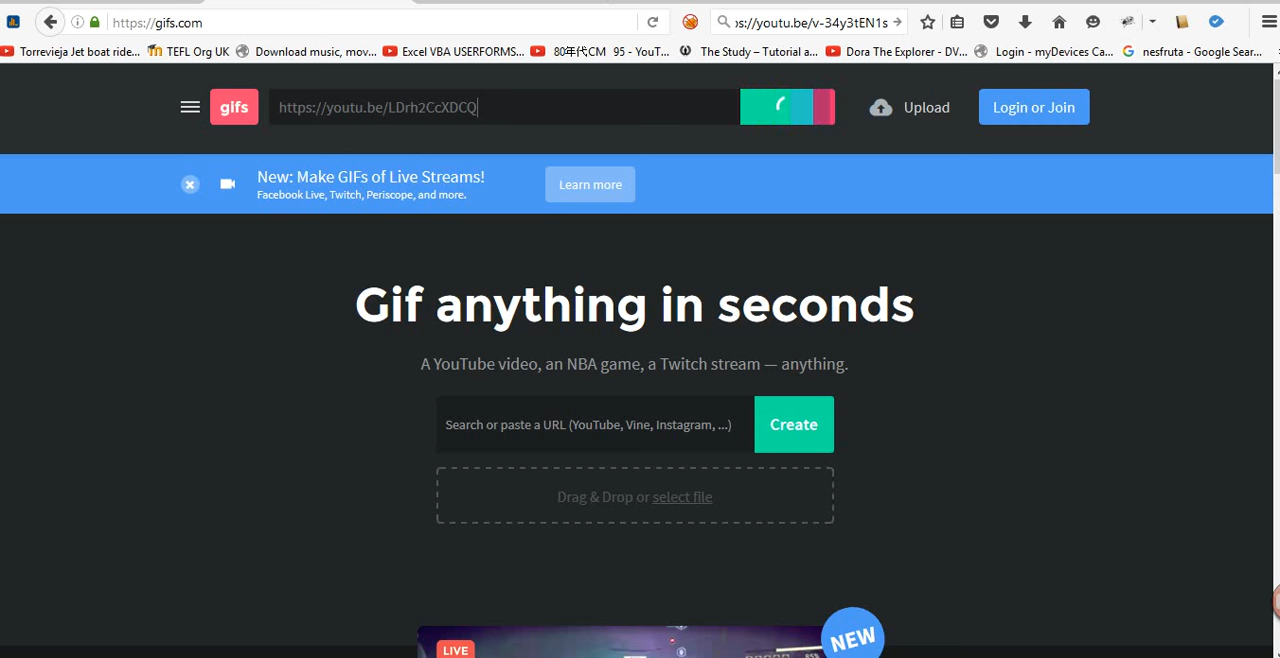 https://gifs.com
os://youtu.be/v-34y3tEN1s
Torrevieja Jet boat ride...
TEFL Org UK
Download music, mov...
Excel VBA USERFORMS...
80年代CM 95 - YouT...
The Study – Tutorial a...
Dora The Explorer - DV...
Login - myDevices Ca...
nesfruta - Google Sear...
gifs
https://youtu.be/LDrh2CcXDCQ
Upload
Login or Join
New: Make GIFs of Live Streams!
Facebook Live, Twitch, Periscope, and more.
Learn more
Gif anything in seconds
A YouTube video, an NBA game, a Twitch stream — anything.
Search or paste a URL (YouTube, Vine, Instagram, ...)
Create
Drag & Drop or select file
NEW
LIVE